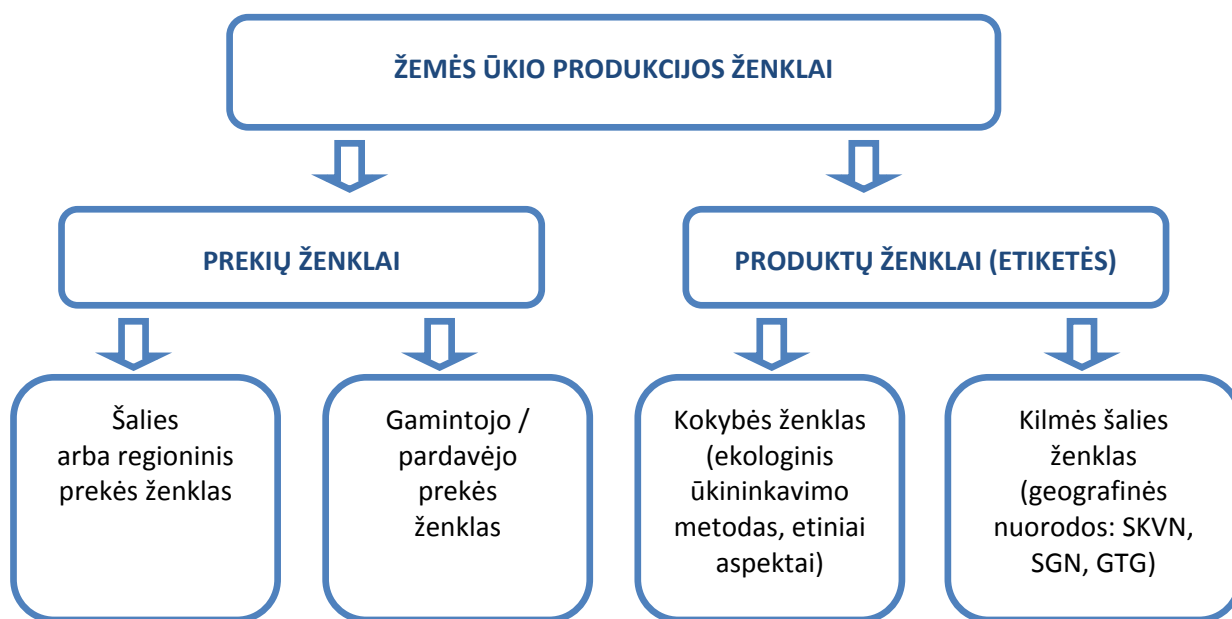 ŽEMĖS ŪKIO PRODUKCIJOS ŽENKLAI
PREKIŲ ŽENKLAI
PRODUKTŲ ŽENKLAI (ETIKETĖS)
Šalies
arba regioninis
prekės ženklas
Gamintojo /
pardavėjo
prekės
ženklas
Kokybės ženklas
(ekologinis
ūkininkavimo
metodas, etiniai
aspektai)
Kilmės šalies
ženklas
(geografinės
nuorodos: SKVN,
SGN, GTG)